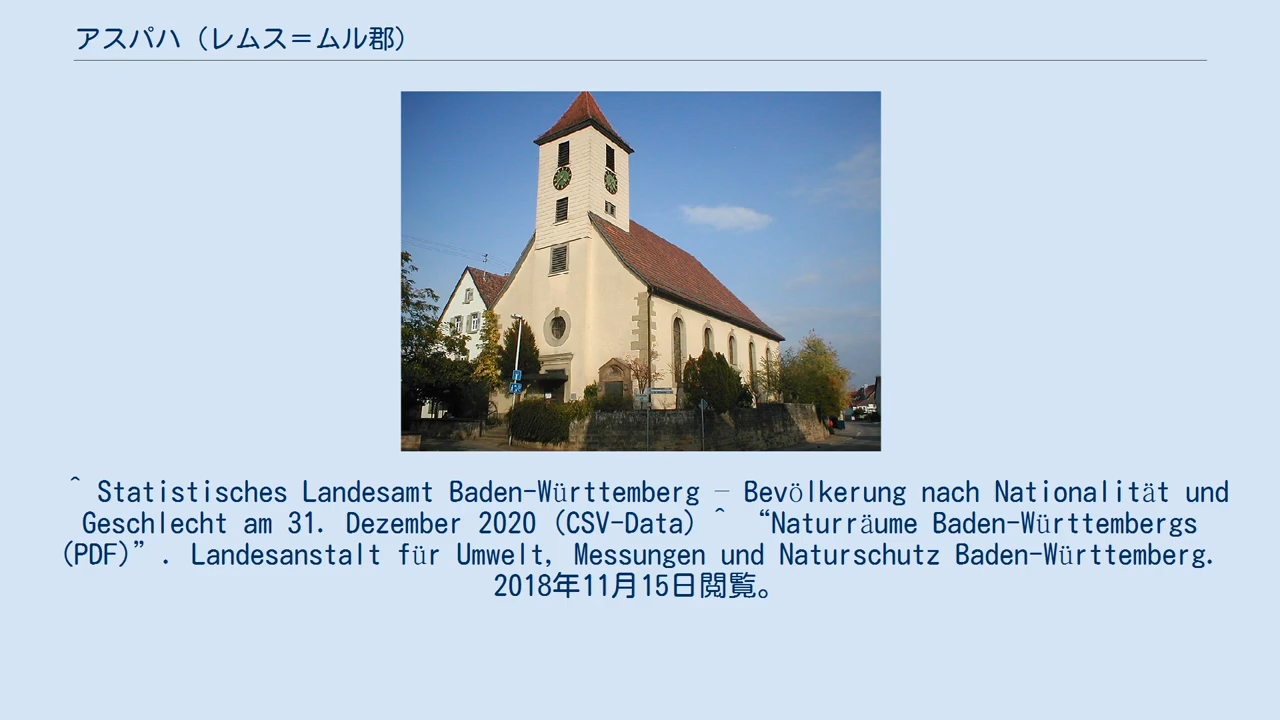 アスパハ（レムス＝ムル郡）
^ Statistisches Landesamt Baden-Württemberg – Bevölkerung nach Nationalität und
Geschlecht am 31. Dezember 2020 (CSV-Data) ^ “Naturräume Baden-Württembergs
(PDF)”. Landesanstalt für Umwelt, Messungen und Naturschutz Baden-Württemberg.
2018年11月15日閲覧。